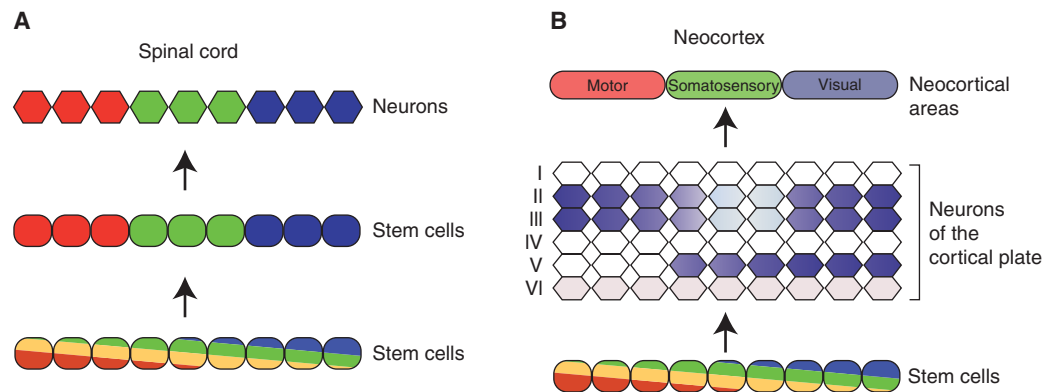 A
Spinal cord
Neurons
Stem cells
Stem cells
B
Neocortex
Motor
Somatosensory
Visual
Neocortical
areas
I
II
III
IV
V
VI
Neurons
of the
cortical plate
Stem cells